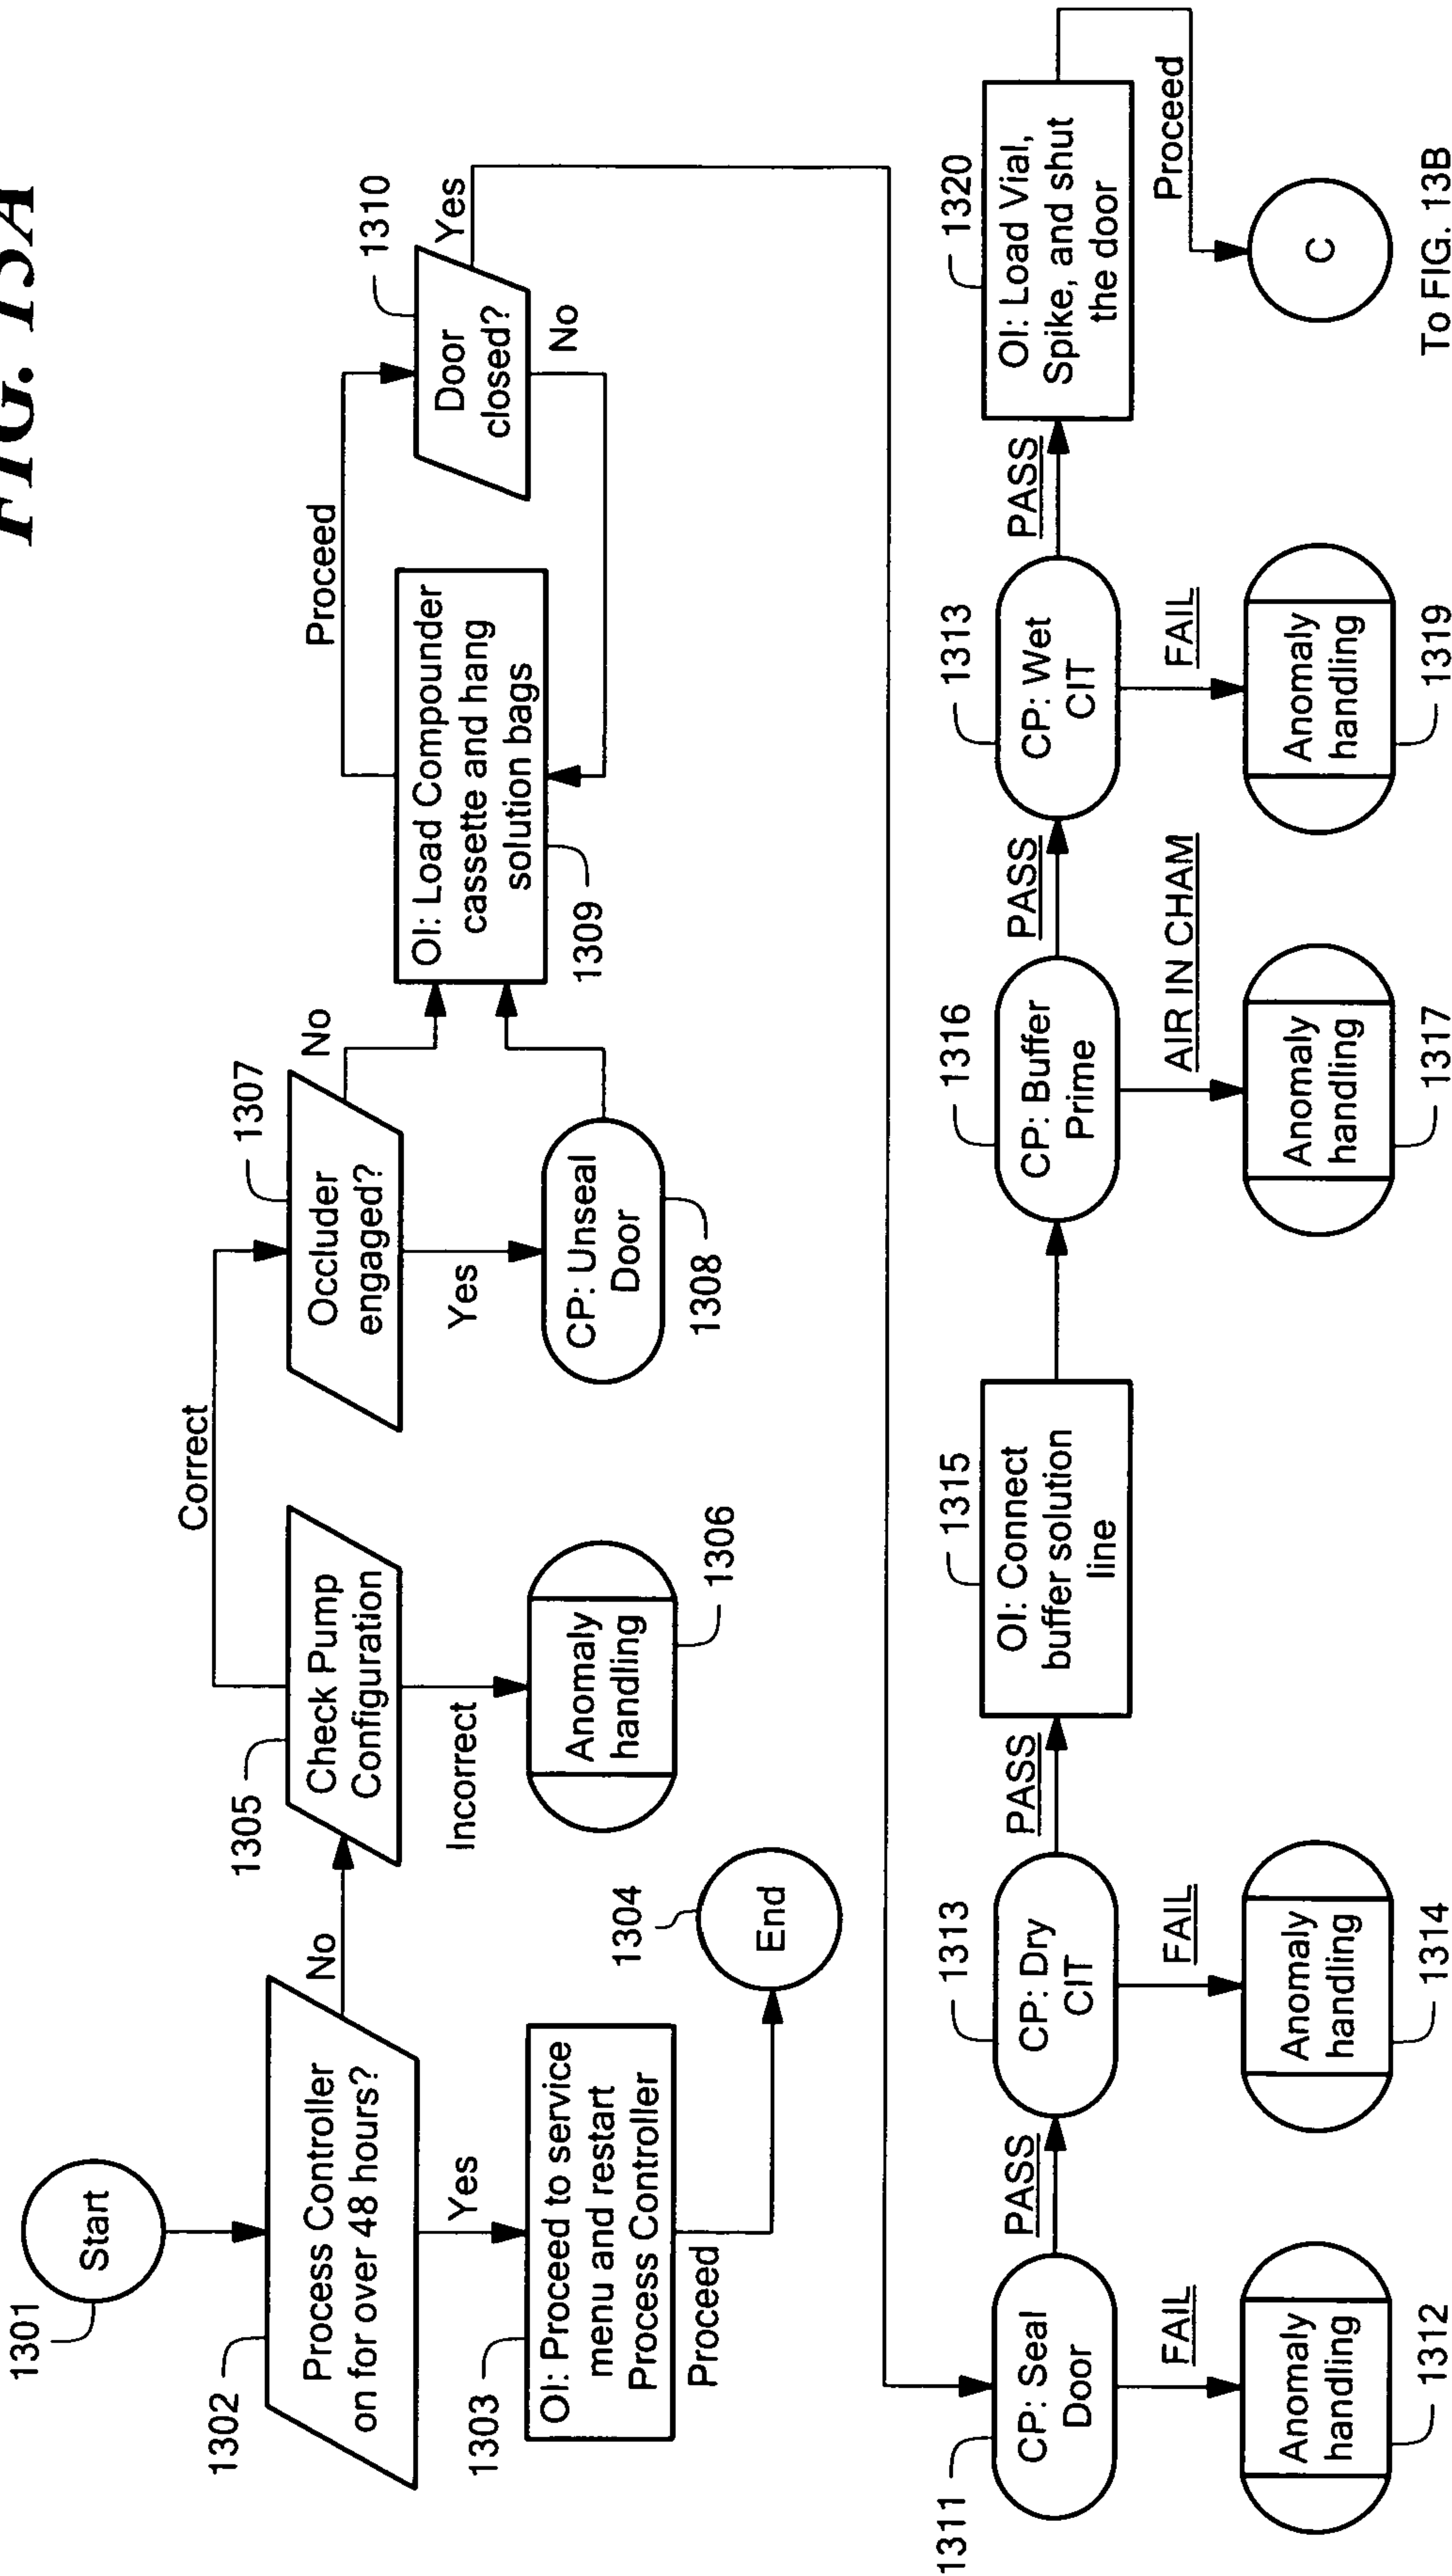 FIG. 13A
1301
Start
1302
Process Controller
on for over 48 hours?
No
Yes
1303
OI: Proceed to service
menu and restart
Process Controller
Proceed
1304
End
1305
Check Pump
Configuration
Correct
Incorrect
Anomaly
handling
1306
1307
Occluder
engaged?
No
Yes
CP: Unseal
Door
1308
OI: Load Compounder
cassette and hang
solution bags
1309
Proceed
1310
Door
closed?
Yes
No
1311
CP: Seal
Door
PASS
FAIL
Anomaly
handling
1312
1313
CP: Dry
CIT
PASS
FAIL
Anomaly
handling
1314
1315
OI: Connect
buffer solution
line
1316
CP: Buffer
Prime
PASS
AIR IN CHAM
Anomaly
handling
1317
1313
CP: Wet
CIT
PASS
FAIL
Anomaly
handling
1319
1320
OI: Load Vial,
Spike, and shut
the door
Proceed
C
To FIG. 13B